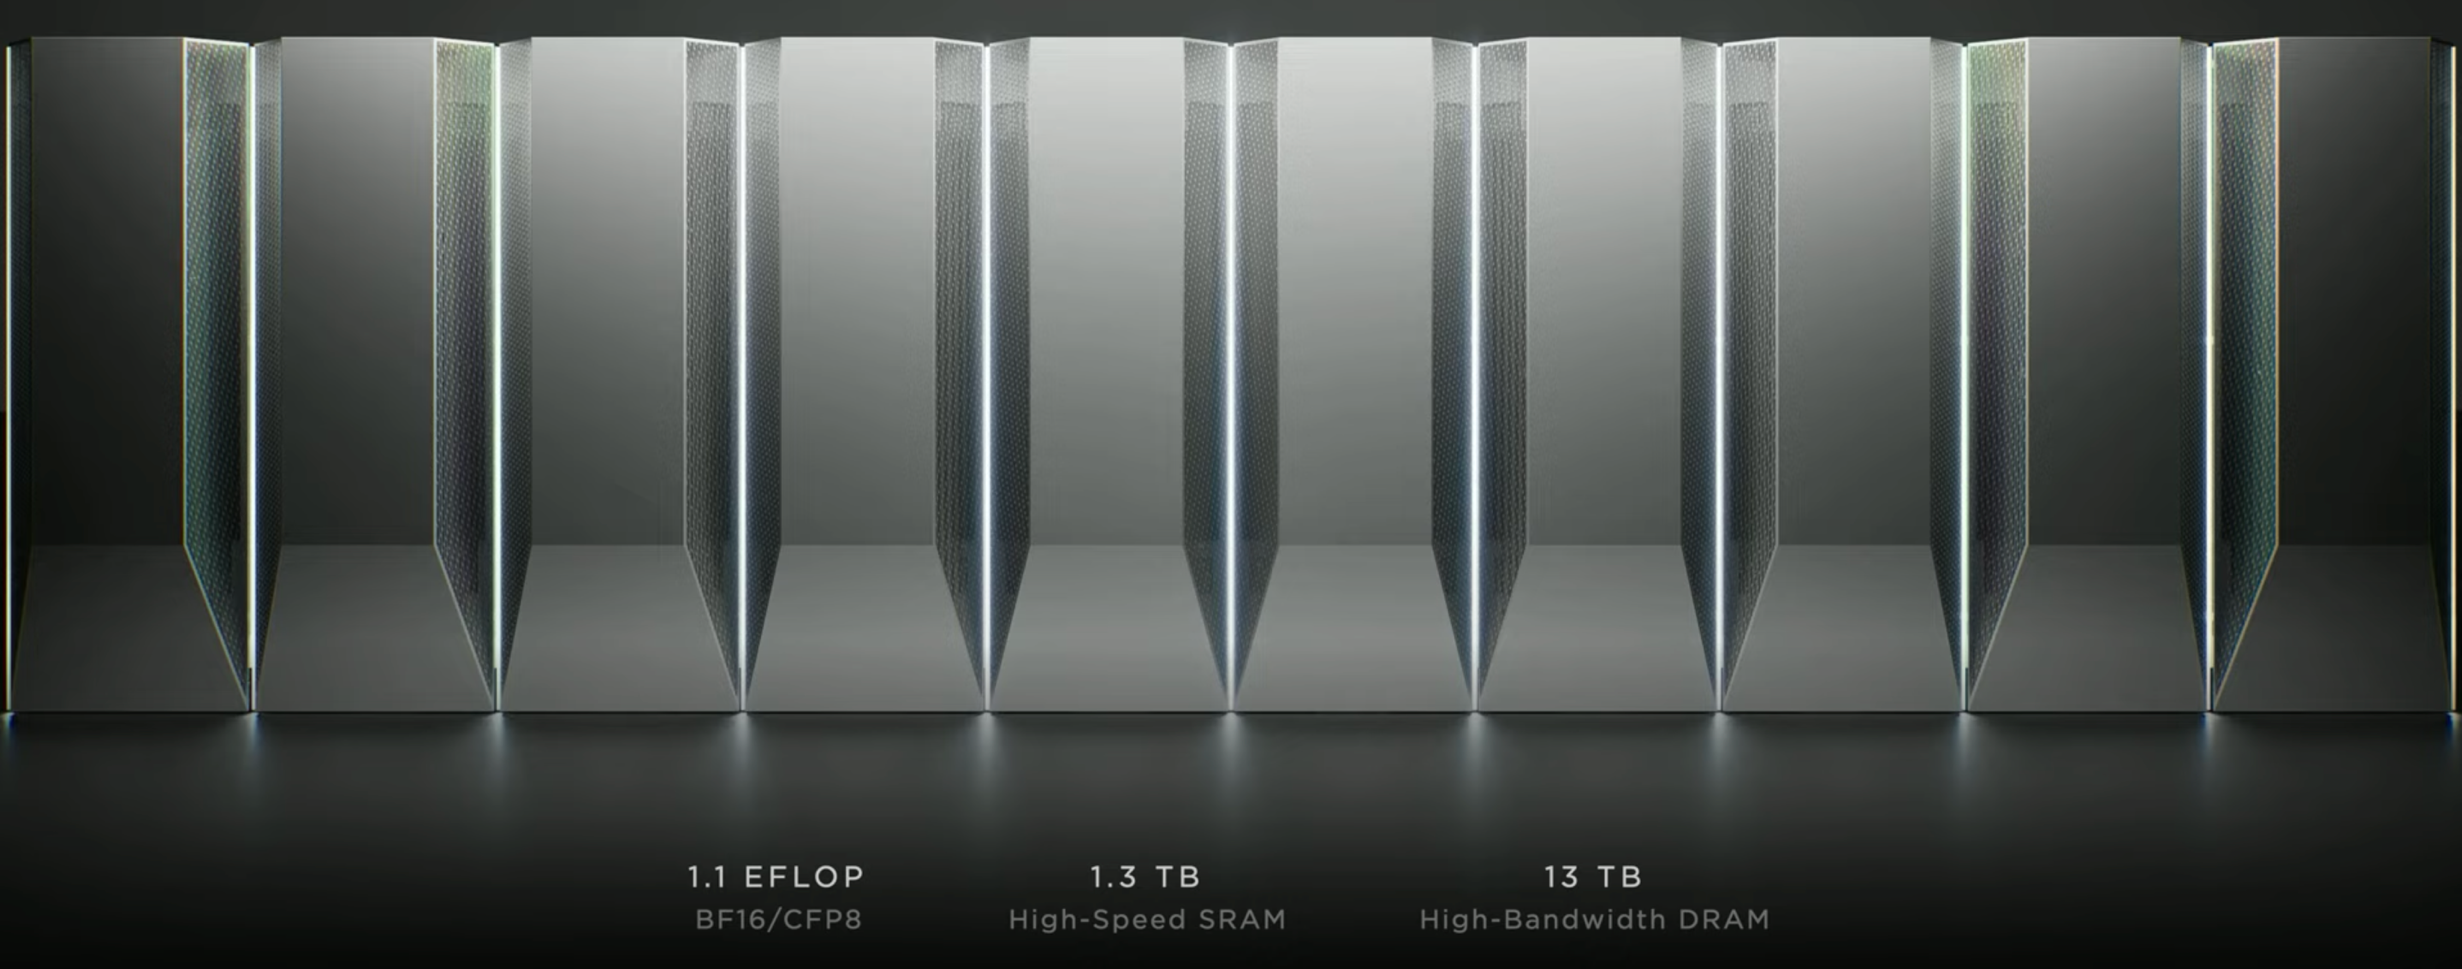 1.1 EFLOP
BF16/CFP8
1.3 TB
High-Speed SRAM
13 TB
High-Bandwidth DRAM